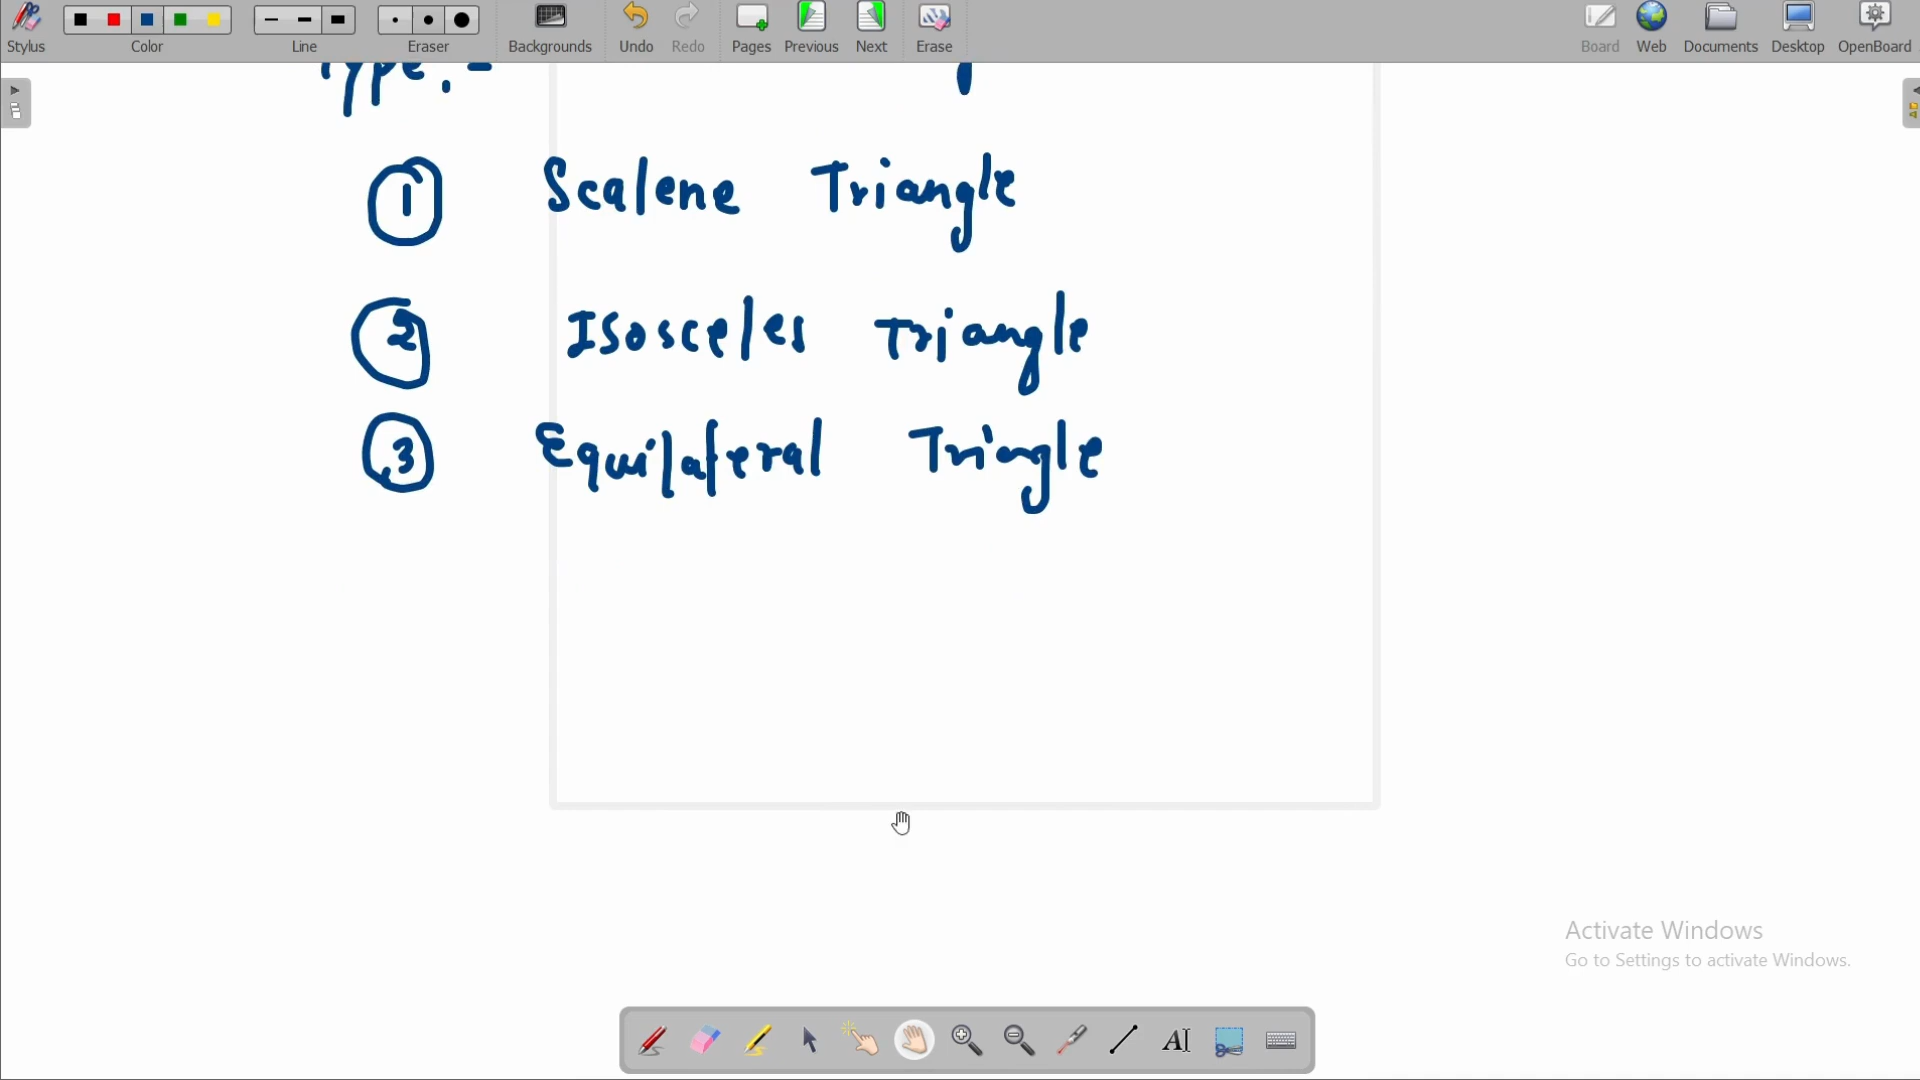 Stylus Color Line Eraser Backgrounds Undo Redo Pages Previous Next Erase Board Web Documents Desktop OpenBoard
Type:-
1 Scalene Triangle
2 Isosceles Triangle
3 Equilateral Triangle
Activate Windows
Go to Settings to activate Windows.